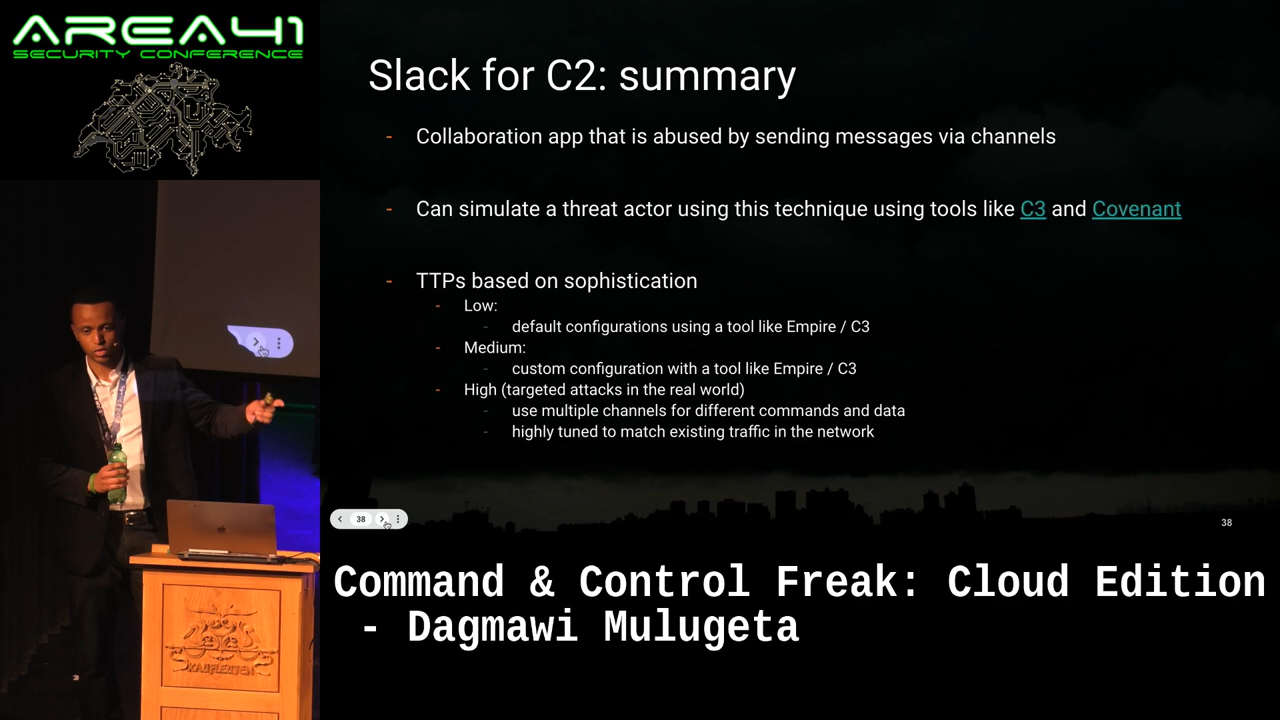 AREA41
SECURITY CONFERENCE
Slack for C2: summary
- Collaboration app that is abused by sending messages via channels
- Can simulate a threat actor using this technique using tools like C3 and Covenant
- TTPs based on sophistication
- Low:
- default configurations using a tool like Empire / C3
- Medium:
- custom configuration with a tool like Empire / C3
- High (targeted attacks in the real world)
- use multiple channels for different commands and data
- highly tuned to match existing traffic in the network
38
38
Command & Control Freak: Cloud Edition
- Dagmawi Mulugeta
KAUFLEUTEN